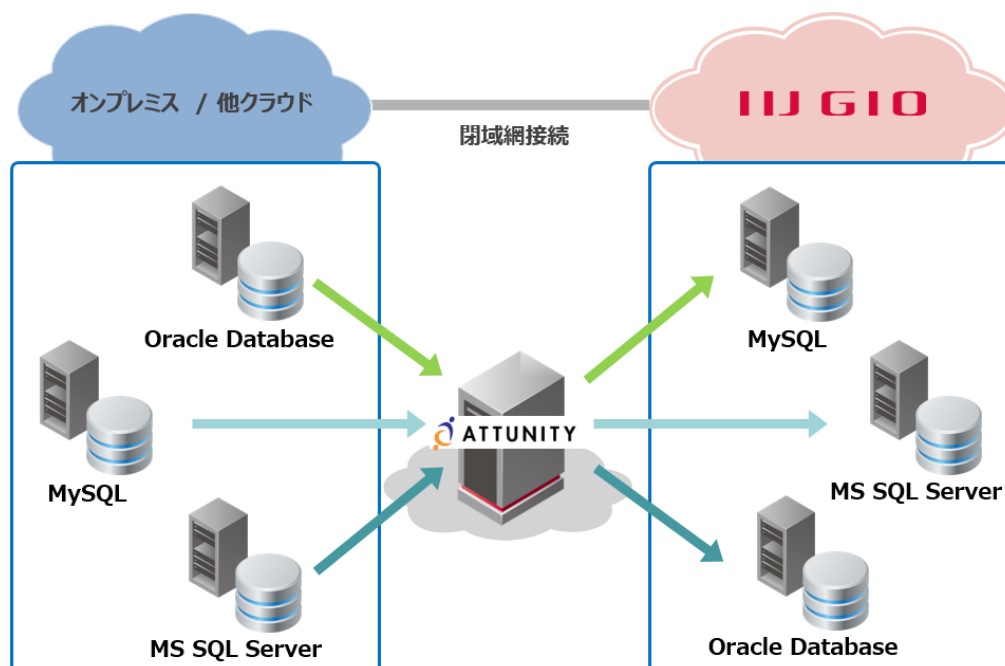 オンプレミス / 他クラウド
IIJ GIO
閉域網接続
Oracle Database
MySQL
MySQL
ATTUNITY
MS SQL Server
MySQL
MS SQL Server
Oracle Database